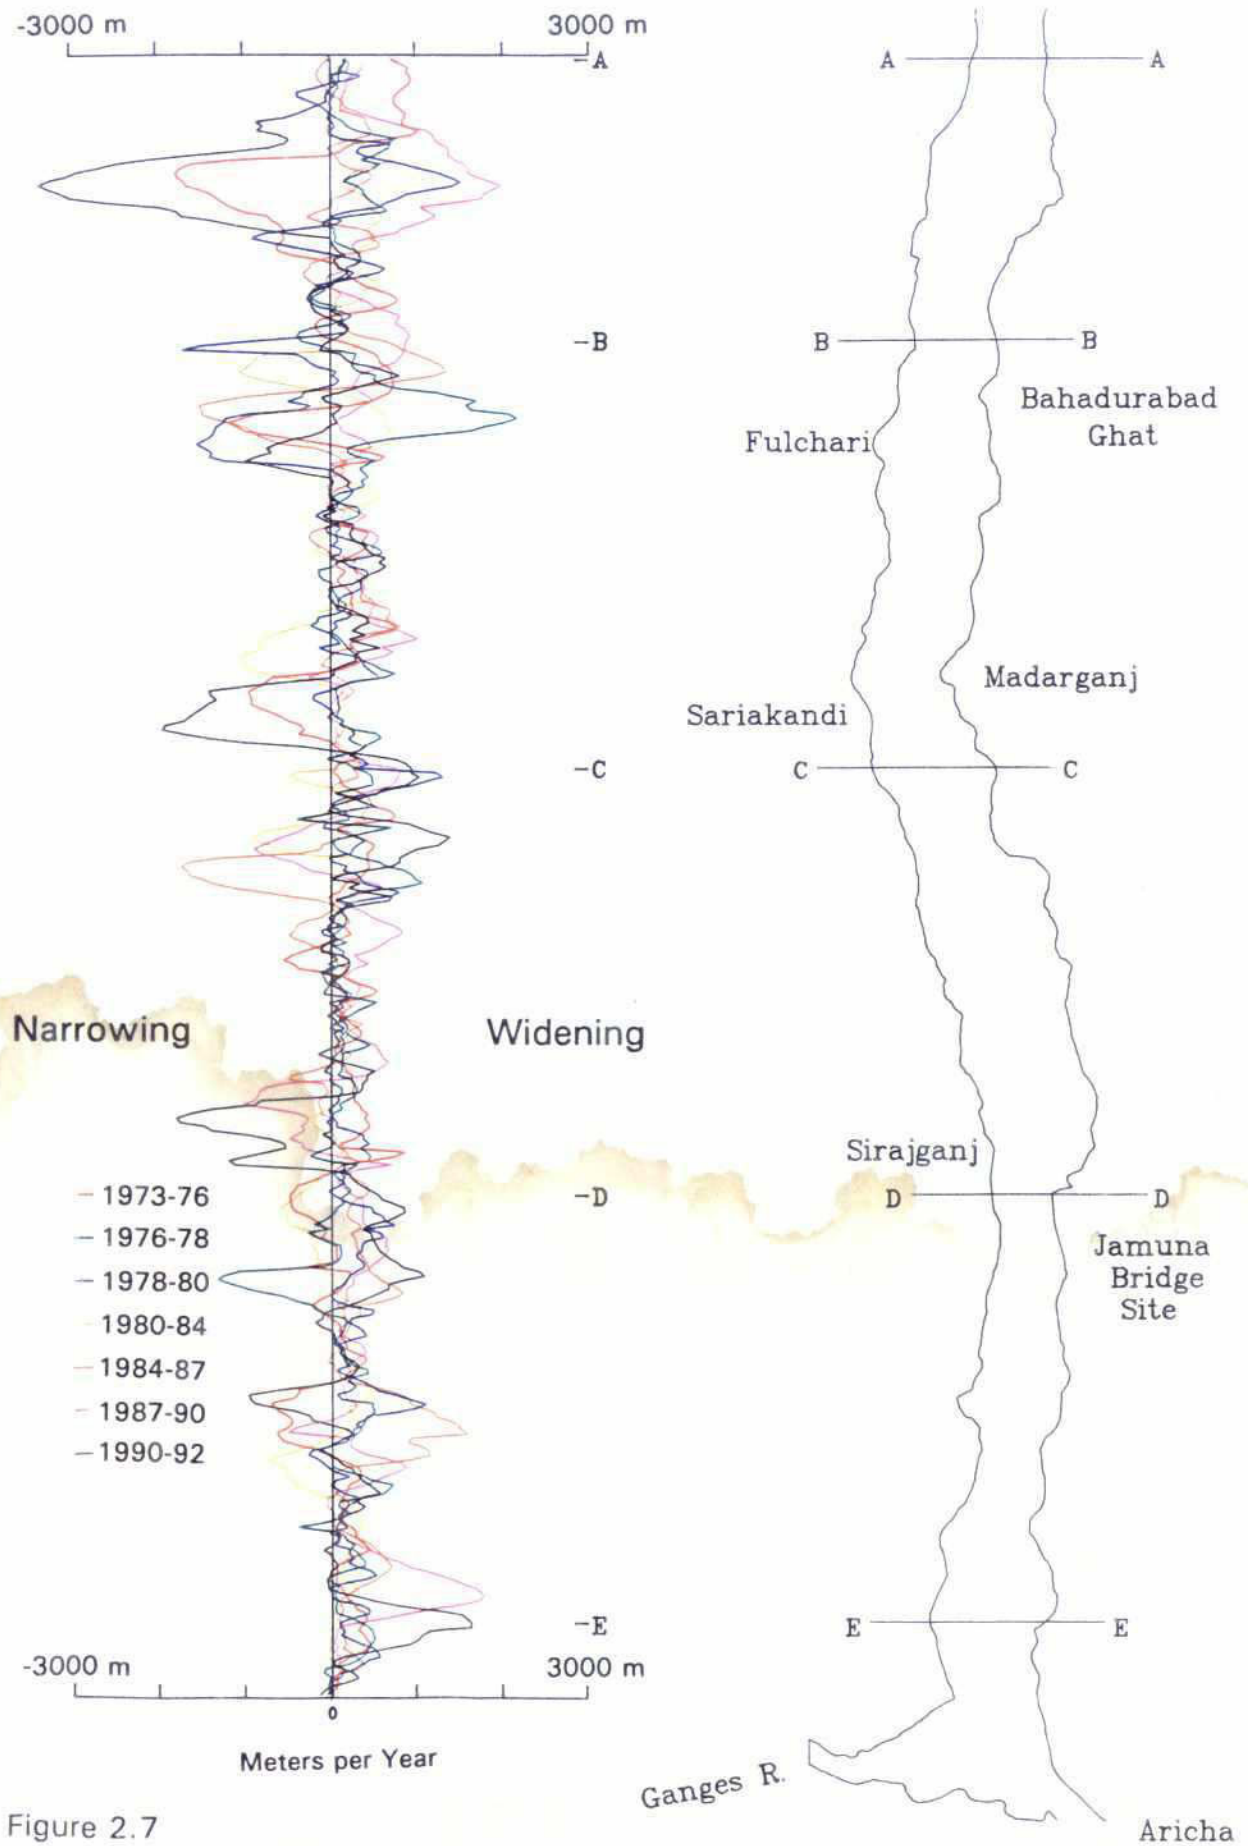 -3000 m
3000 m
-A
A
A
-B
B
B
Bahadurabad
Ghat
Fulchari
Madarganj
Sariakandi
-C
C
C
Narrowing
Widening
Sirajganj
-D
D
D
1973-76
1976-78
1978-80
1980-84
1984-87
1987-90
1990-92
Jamuna
Bridge
Site
-E
E
E
-3000 m
3000 m
0
Meters per Year
Ganges R.
Aricha
Figure 2.7